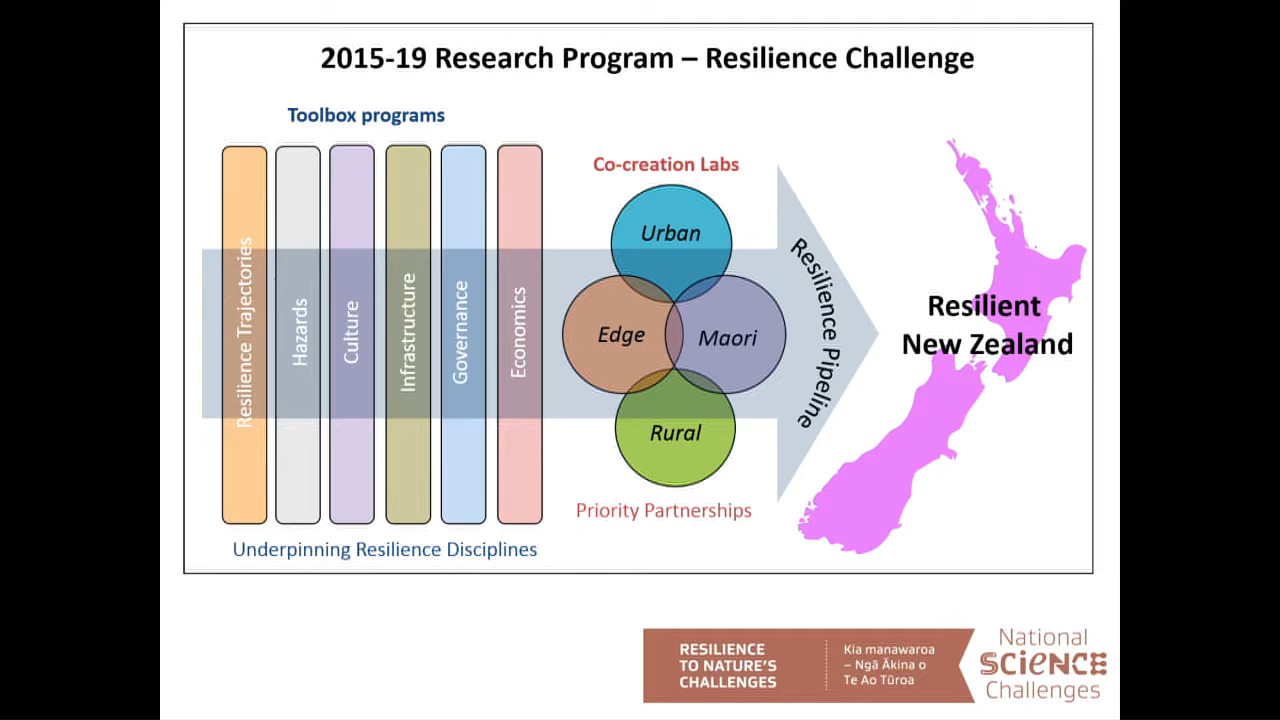 2015-19 Research Program – Resilience Challenge
Toolbox programs
Resilience Trajectories
Hazards
Culture
Infrastructure
Governance
Economics
Underpinning Resilience Disciplines
Co-creation Labs
Urban
Edge
Maori
Rural
Priority Partnerships
Resilience Pipeline
Resilient
New Zealand
RESILIENCE
TO NATURE'S
CHALLENGES
Kia manawaroa
– Ngā Ākina o
Te Ao Tūroa
National
SCIENCE
Challenges